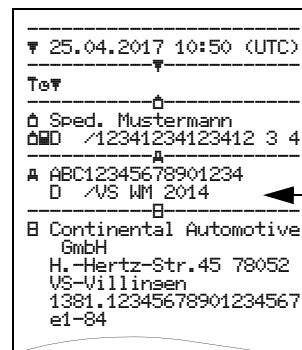 ▼ 25.04.2017 10:50 (UTC)
T⊙▼
Sped. Mustermann
D /12341234123412 3 4
A ABC12345678901234
D /VS WM 2014
Continental Automotive
GmbH
H.-Hertz-Str.45 78052
VS-Villingen
1381.12345678901234567
e1-84